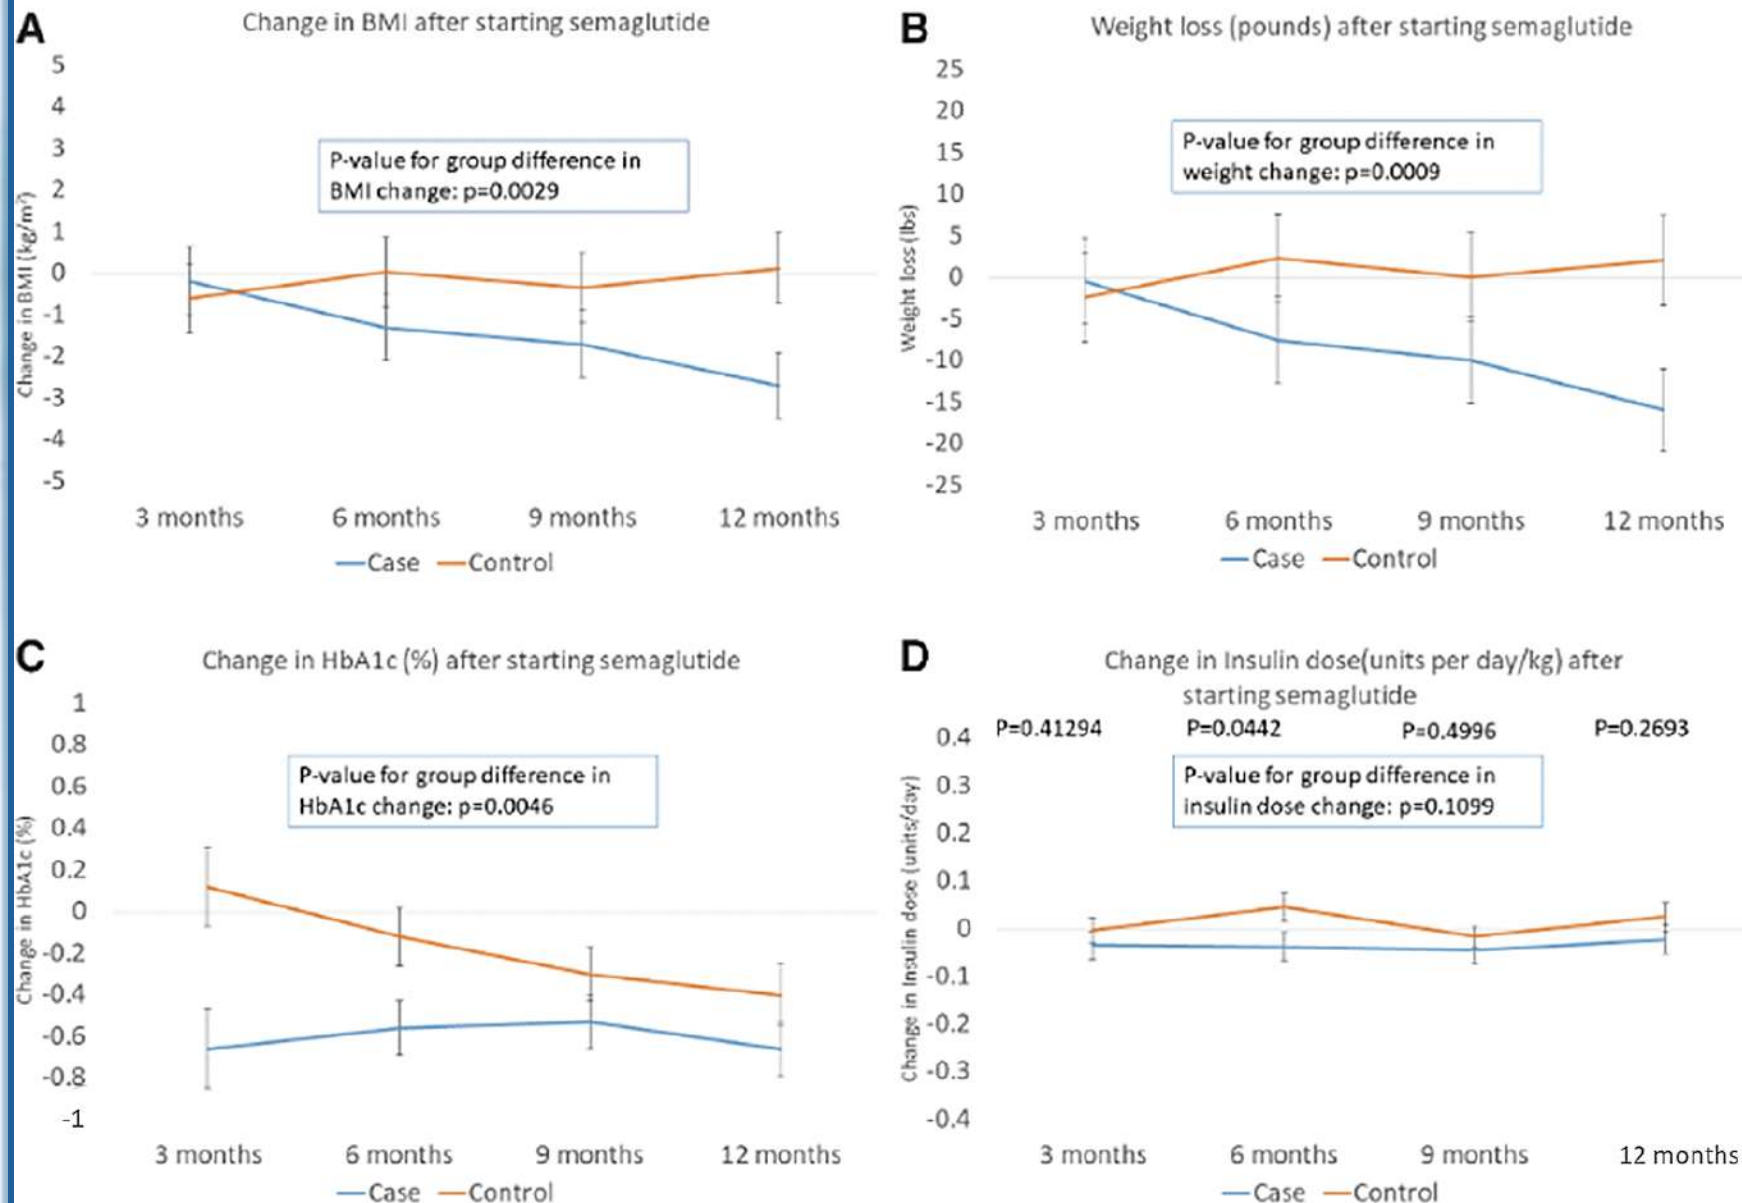 A
Change in BMI after starting semaglutide
5
4
3
2
1
0
-1
-2
-3
-4
-5
Change in BMI (kg/m²)
P-value for group difference in
BMI change: p=0.0029
3 months 6 months 9 months 12 months
Case Control
B
Weight loss (pounds) after starting semaglutide
25
20
15
10
5
0
-5
-10
-15
-20
-25
Weight loss (lbs)
P-value for group difference in
weight change: p=0.0009
3 months 6 months 9 months 12 months
Case Control
C
Change in HbA1c (%) after starting semaglutide
1
0.8
0.6
0.4
0.2
0
-0.2
-0.4
-0.6
-0.8
-1
Change in HbA1c (%)
P-value for group difference in
HbA1c change: p=0.0046
3 months 6 months 9 months 12 months
Case Control
D
Change in Insulin dose(units per day/kg) after
starting semaglutide
P=0.41294 P=0.0442 P=0.4996 P=0.2693
0.4
0.3
0.2
0.1
0
-0.1
-0.2
-0.3
-0.4
Change in Insulin dose (units/day)
P-value for group difference in
insulin dose change: p=0.1099
3 months 6 months 9 months 12 months
Case Control